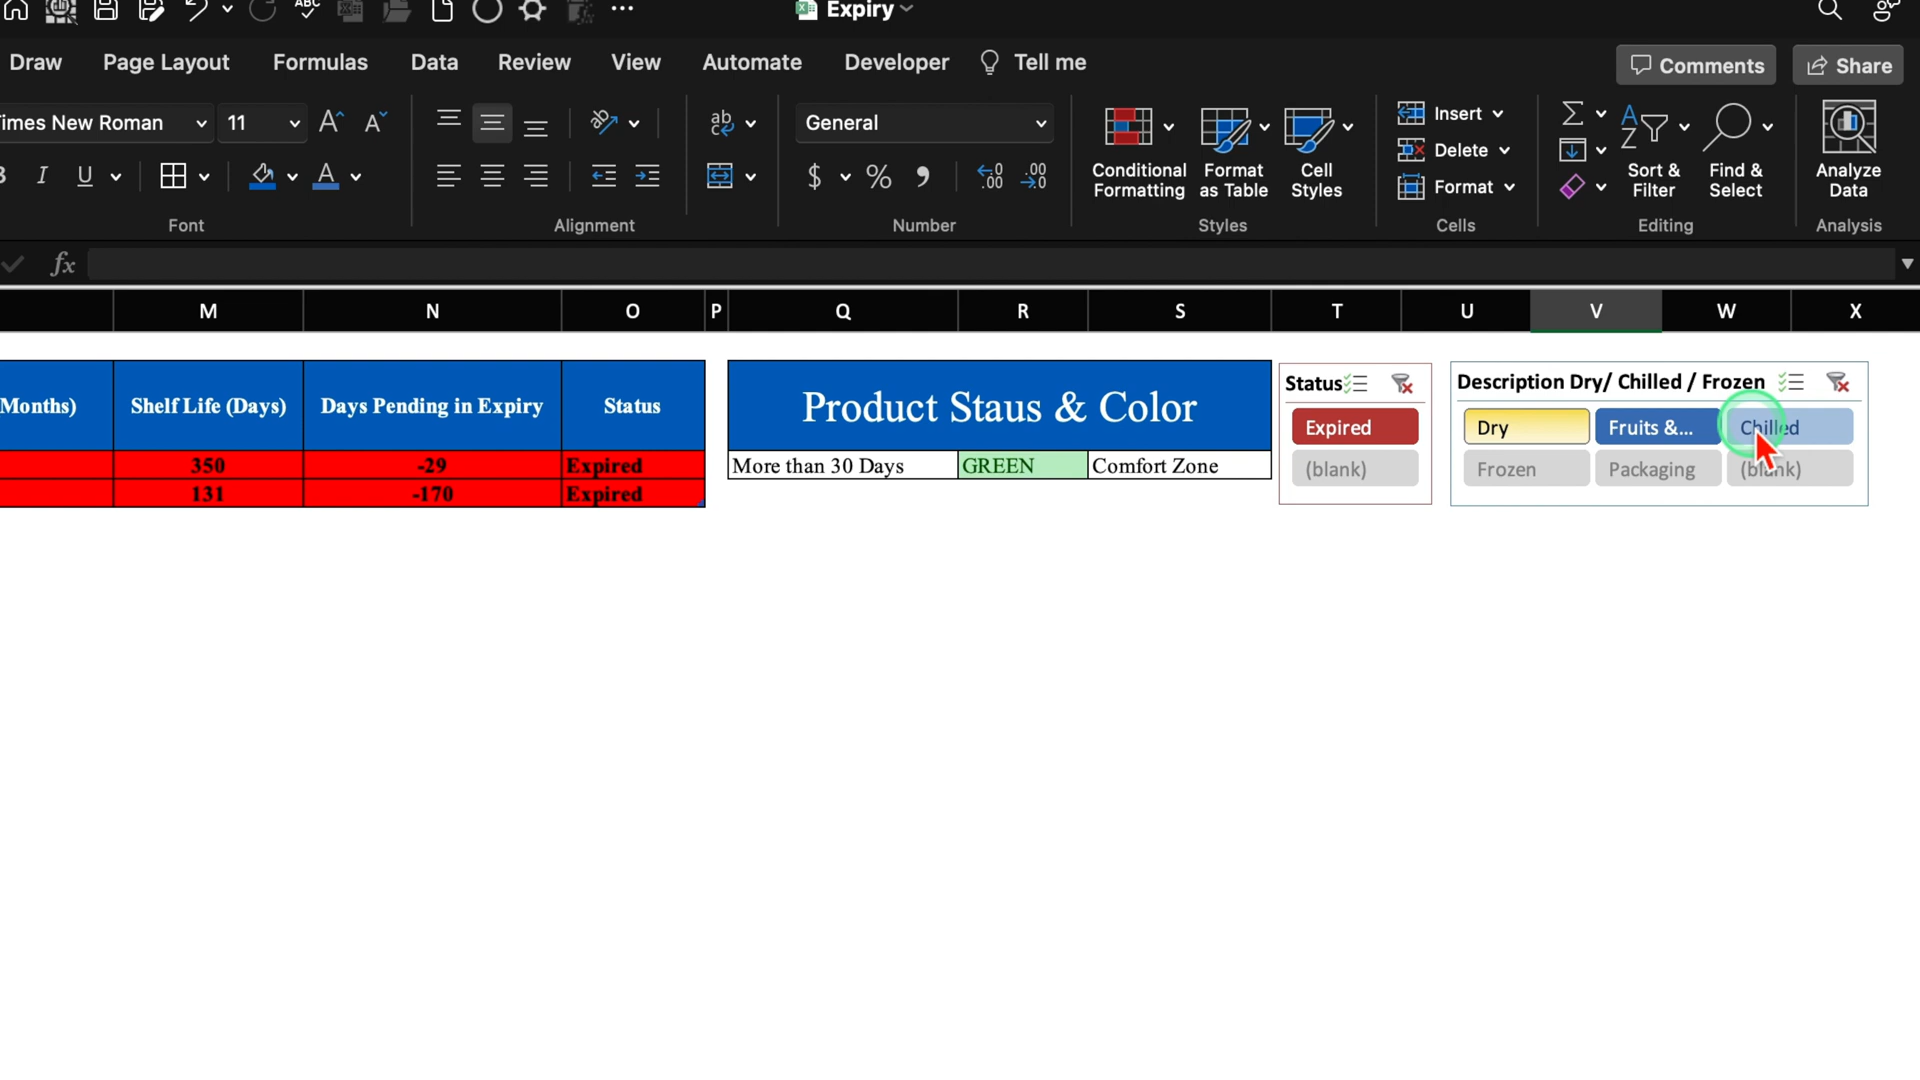 ABC
Expiry
Draw Page Layout Formulas Data Review View Automate Developer Tell me Comments Share
imes New Roman 11 A A ab General Insert Σ A Z
Delete
I U A $ % , .00 .00 Conditional Formatting Format as Table Cell Styles Format Sort & Filter Find & Select Analyze Data
Font Alignment Number Styles Cells Editing Analysis
fx
M N O P Q R S T U V W X
Months) Shelf Life (Days) Days Pending in Expiry Status Product Staus & Color Status Description Dry/ Chilled / Frozen
Expired Dry Fruits &... Chilled
350 -29 Expired More than 30 Days GREEN Comfort Zone (blank) Frozen Packaging (blank)
131 -170 Expired